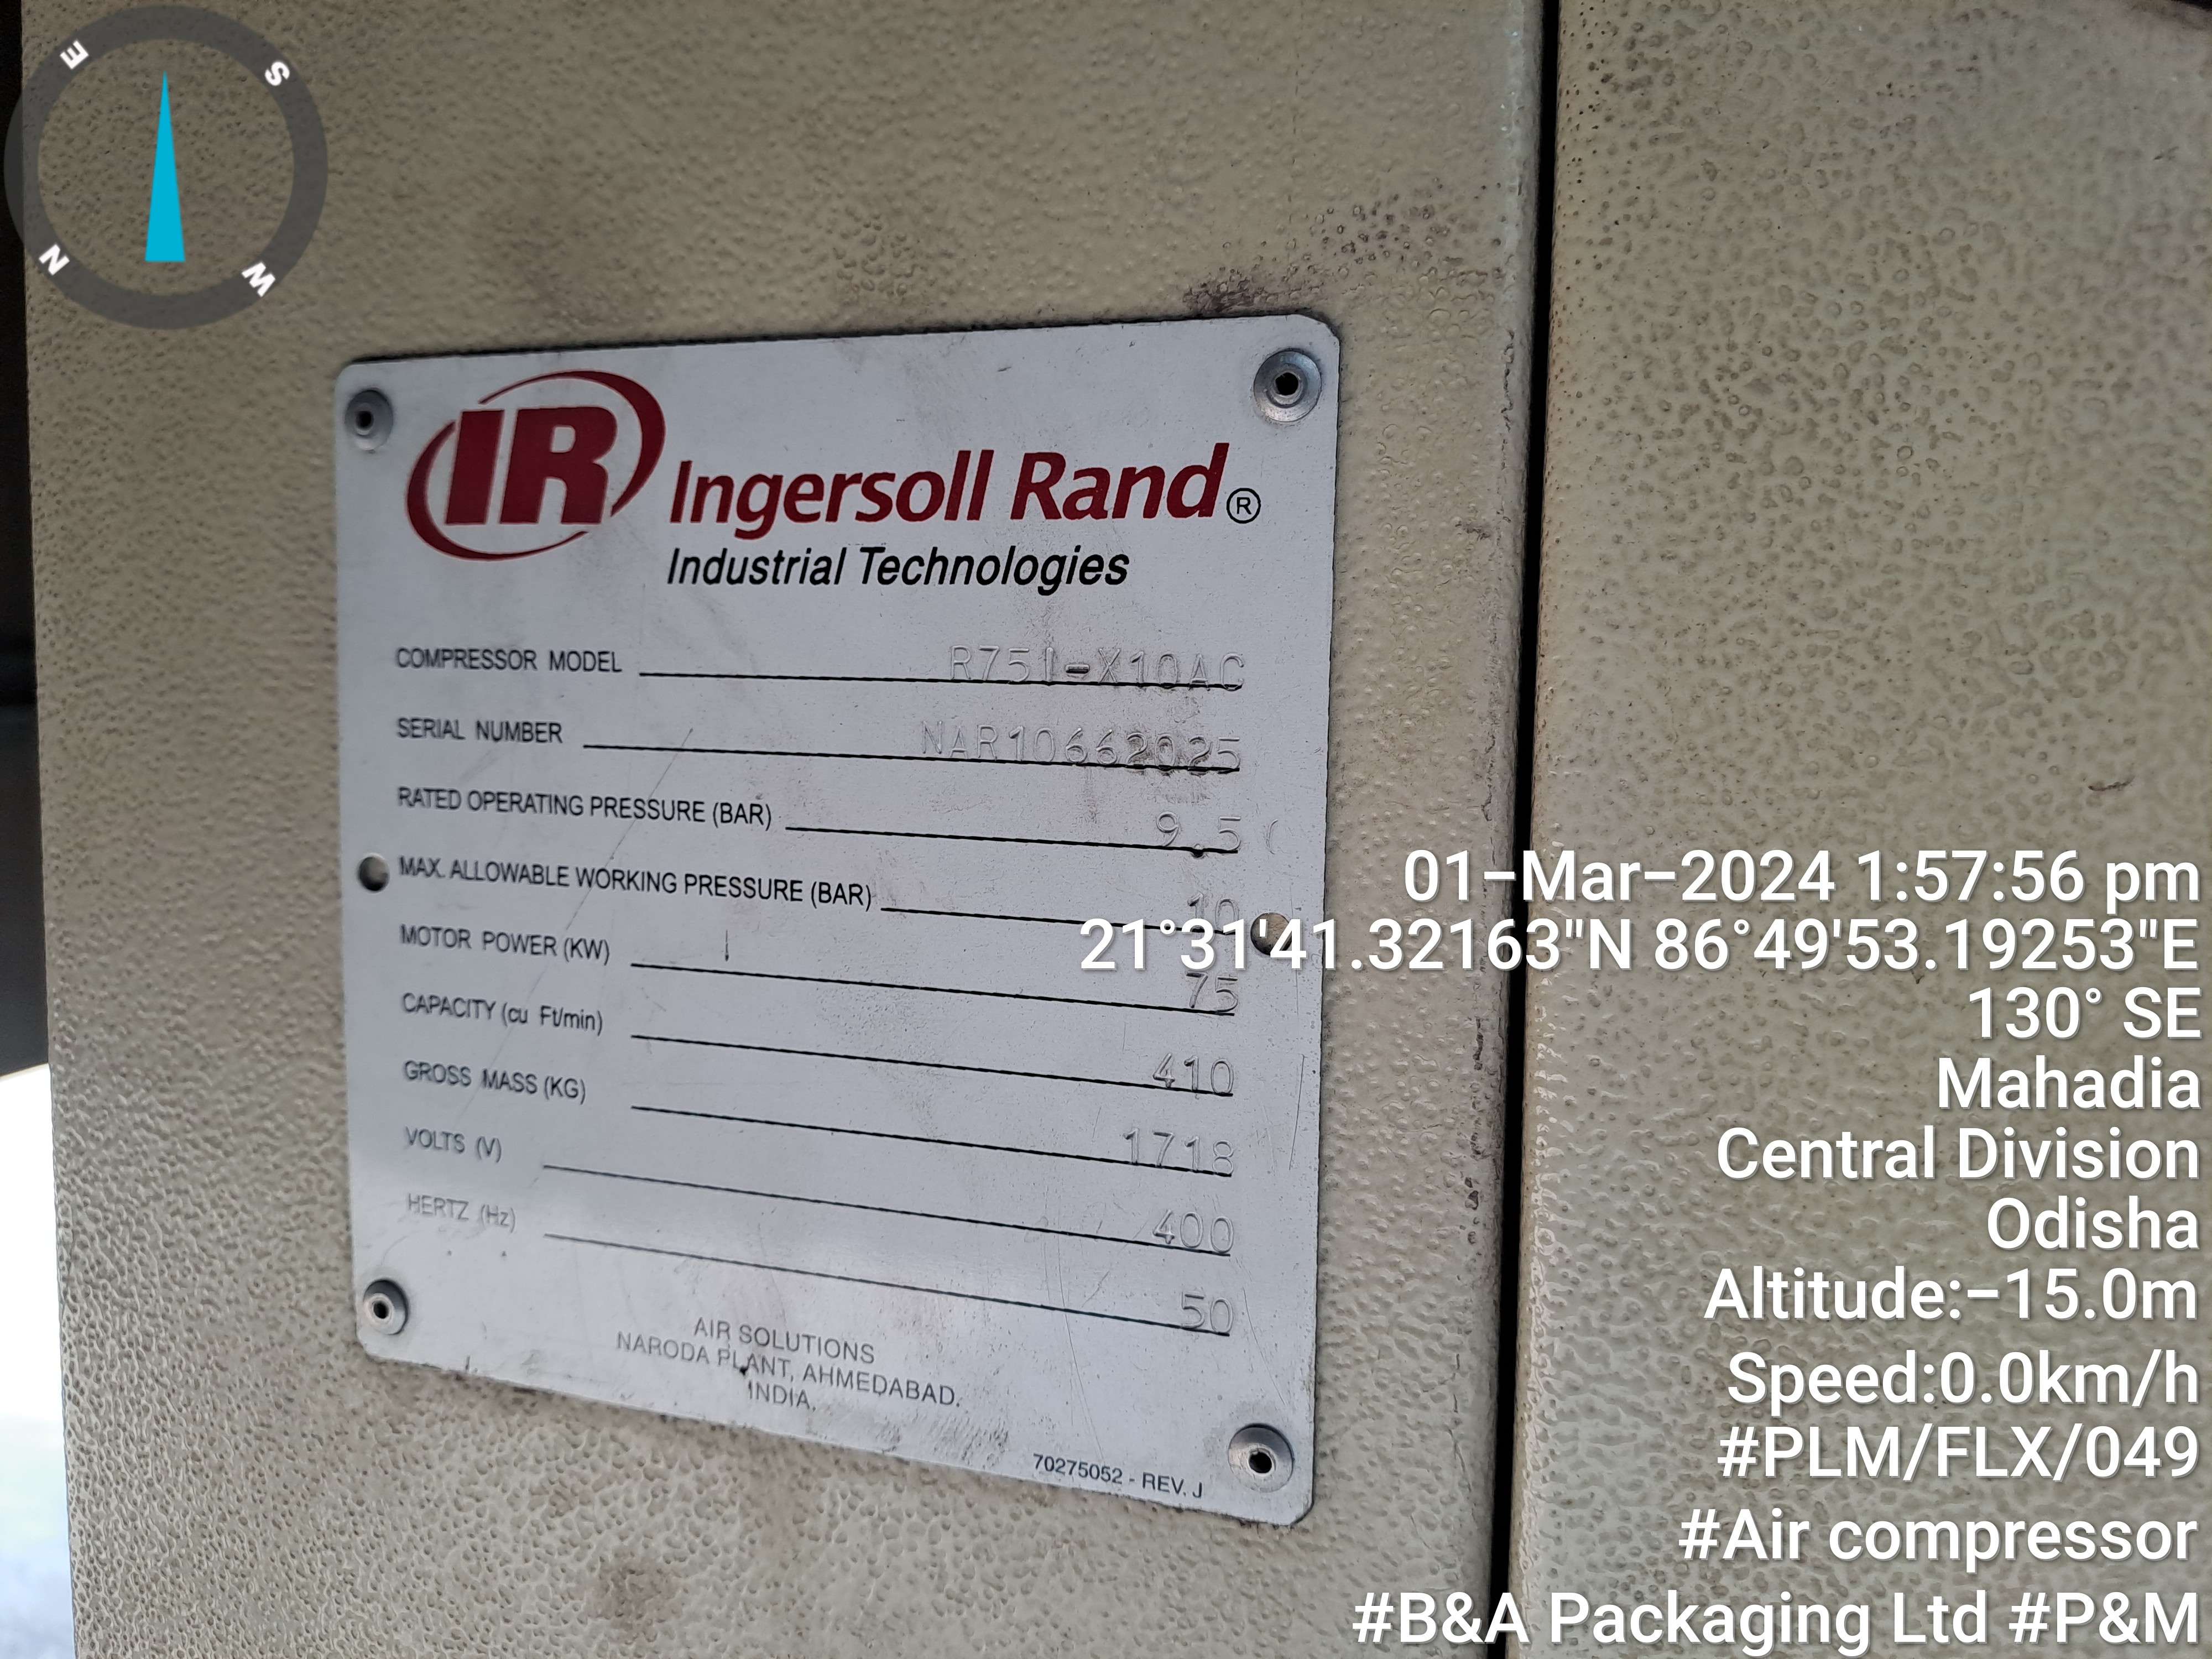 E
S
N
W
IR Ingersoll Rand®
Industrial Technologies
COMPRESSOR MODEL R75I-X10AC
SERIAL NUMBER NAR10662025
RATED OPERATING PRESSURE (BAR) 9.5
MAX. ALLOWABLE WORKING PRESSURE (BAR) 10
MOTOR POWER (KW) 75
CAPACITY (cu Ft/min) 410
GROSS MASS (KG) 1718
VOLTS (V) 400
HERTZ (Hz) 50
AIR SOLUTIONS
NARODA PLANT, AHMEDABAD.
INDIA.
70275052 - REV. J
01-Mar-2024 1:57:56 pm
21°31'41.32163"N 86°49'53.19253"E
130° SE
Mahadia
Central Division
Odisha
Altitude:-15.0m
Speed:0.0km/h
#PLM/FLX/049
#Air compressor
#B&A Packaging Ltd #P&M